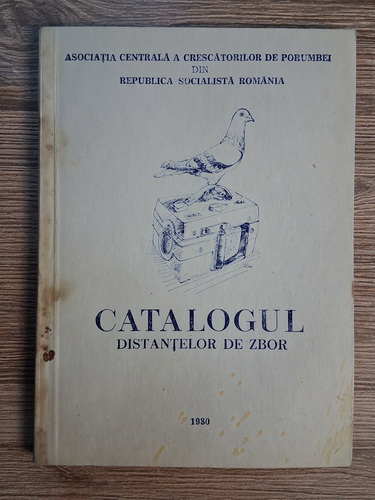 ASOCIAȚIA CENTRALĂ A CRESCĂTORILOR DE PORUMBEI
DIN
REPUBLICA SOCIALISTĂ ROMÂNIA
CATALOGUL
DISTANȚELOR DE ZBOR
1980